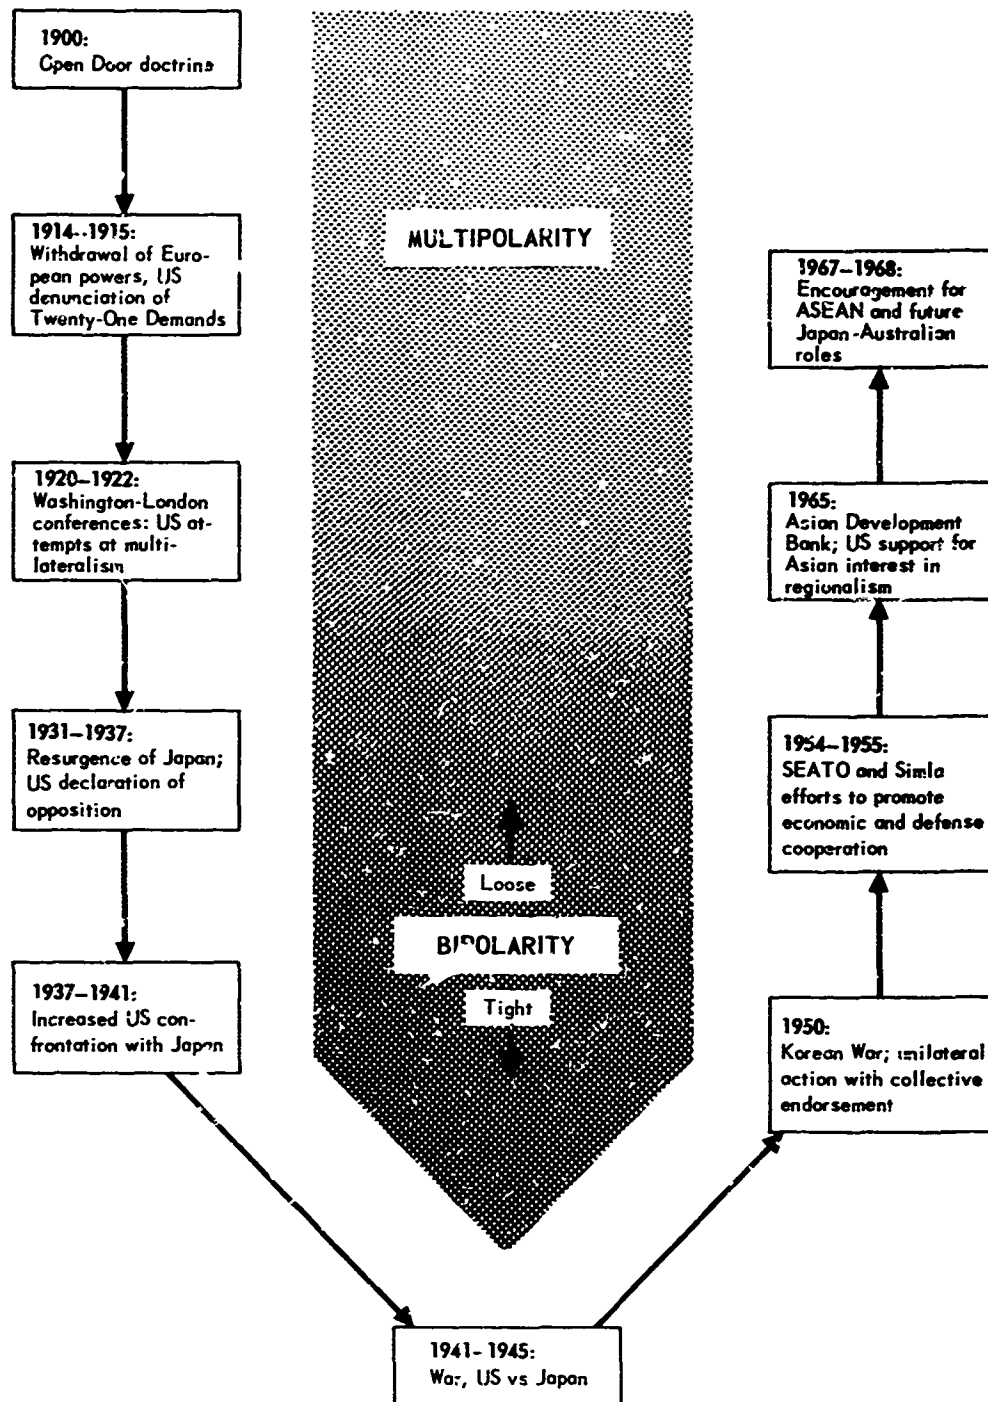 1900:
Open Door doctrine
1914–1915:
Withdrawal of Euro-
pean powers, US
denunciation of
Twenty-One Demands
1920–1922:
Washington-London
conferences: US at-
tempts at multi-
lateralism
1931–1937:
Resurgence of Japan;
US declaration of
opposition
1937–1941:
Increased US con-
frontation with Japan
1941–1945:
War, US vs Japan
1950:
Korean War; unilateral
action with collective
endorsement
1954–1955:
SEATO and Simla
efforts to promote
economic and defense
cooperation
1965:
Asian Development
Bank; US support for
Asian interest in
regionalism
1967–1968:
Encouragement for
ASEAN and future
Japan-Australian
roles
MULTIPOLARITY
Loose
BIPOLARITY
Tight